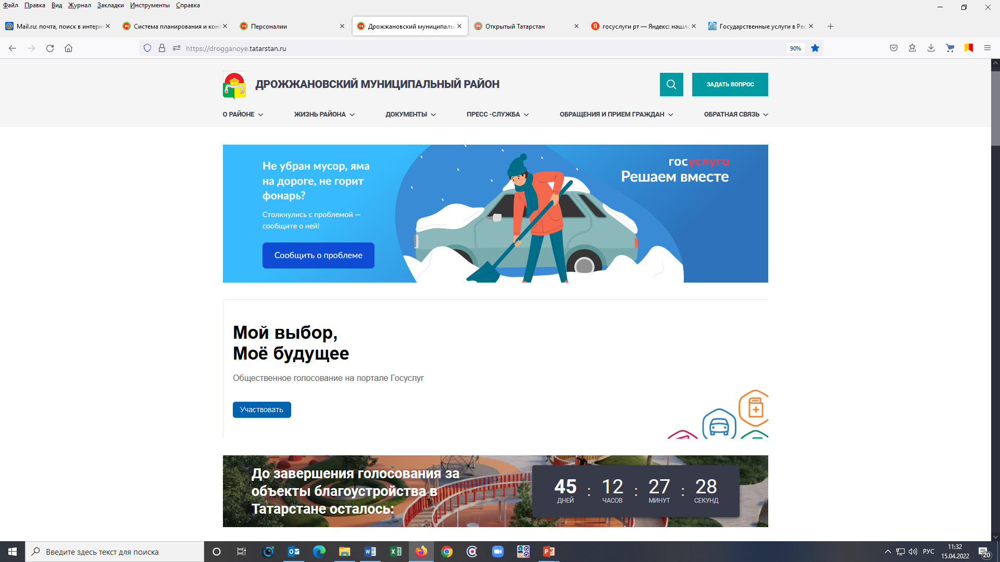 Файл Правка Вид Журнал Закладки Инструменты Справка
Mail.ru: почта, поиск в интерн
Система планирования и конт
Персоналии
Дрожжановский муниципаль
Открытый Татарстан
госуслуги рт — Яндекс: нашло
Государственные услуги в Рес
https://drogganoye.tatarstan.ru
90%
ДРОЖЖАНОВСКИЙ МУНИЦИПАЛЬНЫЙ РАЙОН
ЗАДАТЬ ВОПРОС
О РАЙОНЕ ЖИЗНЬ РАЙОНА ДОКУМЕНТЫ ПРЕСС -СЛУЖБА ОБРАЩЕНИЯ И ПРИЕМ ГРАЖДАН ОБРАТНАЯ СВЯЗЬ
Не убран мусор, яма
на дороге, не горит
фонарь?
Столкнулись с проблемой —
сообщите о ней!
Сообщить о проблеме
госуслуги
Решаем вместе
Мой выбор,
Моё будущее
Общественное голосование на портале Госуслуг
Участвовать
До завершения голосования за
объекты благоустройства в
Татарстане осталось:
45 : 12 : 27 : 28
ДНЕЙ ЧАСОВ МИНУТ СЕКУНД
Введите здесь текст для поиска
РУС
11:32
15.04.2022
20